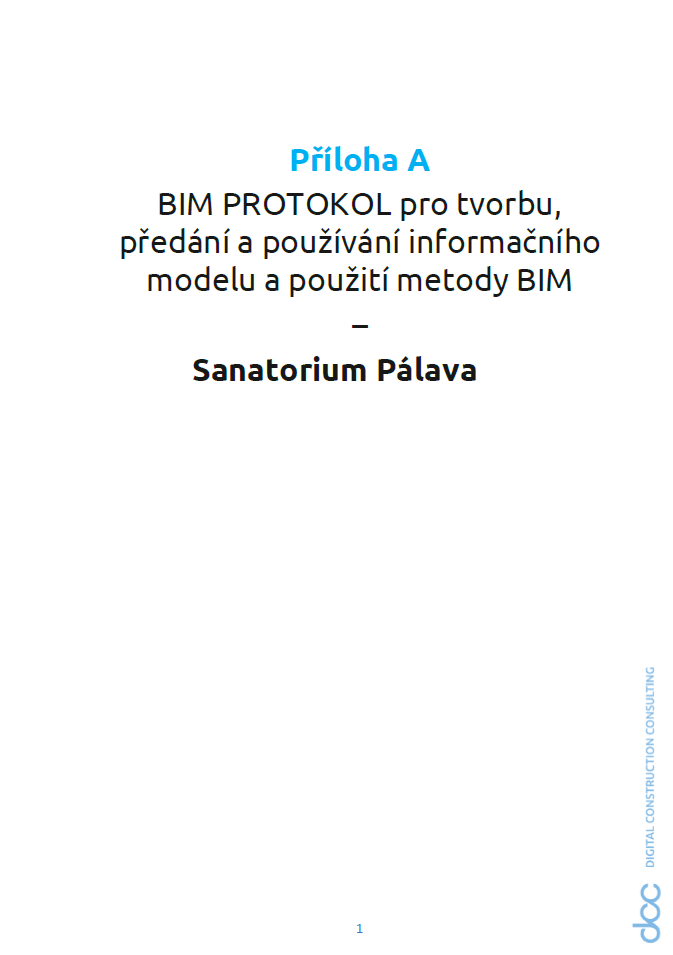 Příloha A
BIM PROTOKOL pro tvorbu,
předání a používání informačního
modelu a použití metody BIM
–
Sanatorium Pálava
DIGITAL CONSTRUCTION CONSULTING
dcc
1